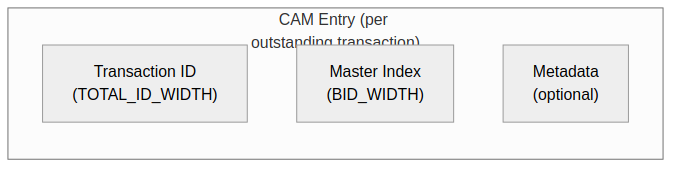 CAM Entry (per
outstanding transaction)
Transaction ID
(TOTAL_ID_WIDTH)
Master Index
(BID_WIDTH)
Metadata
(optional)